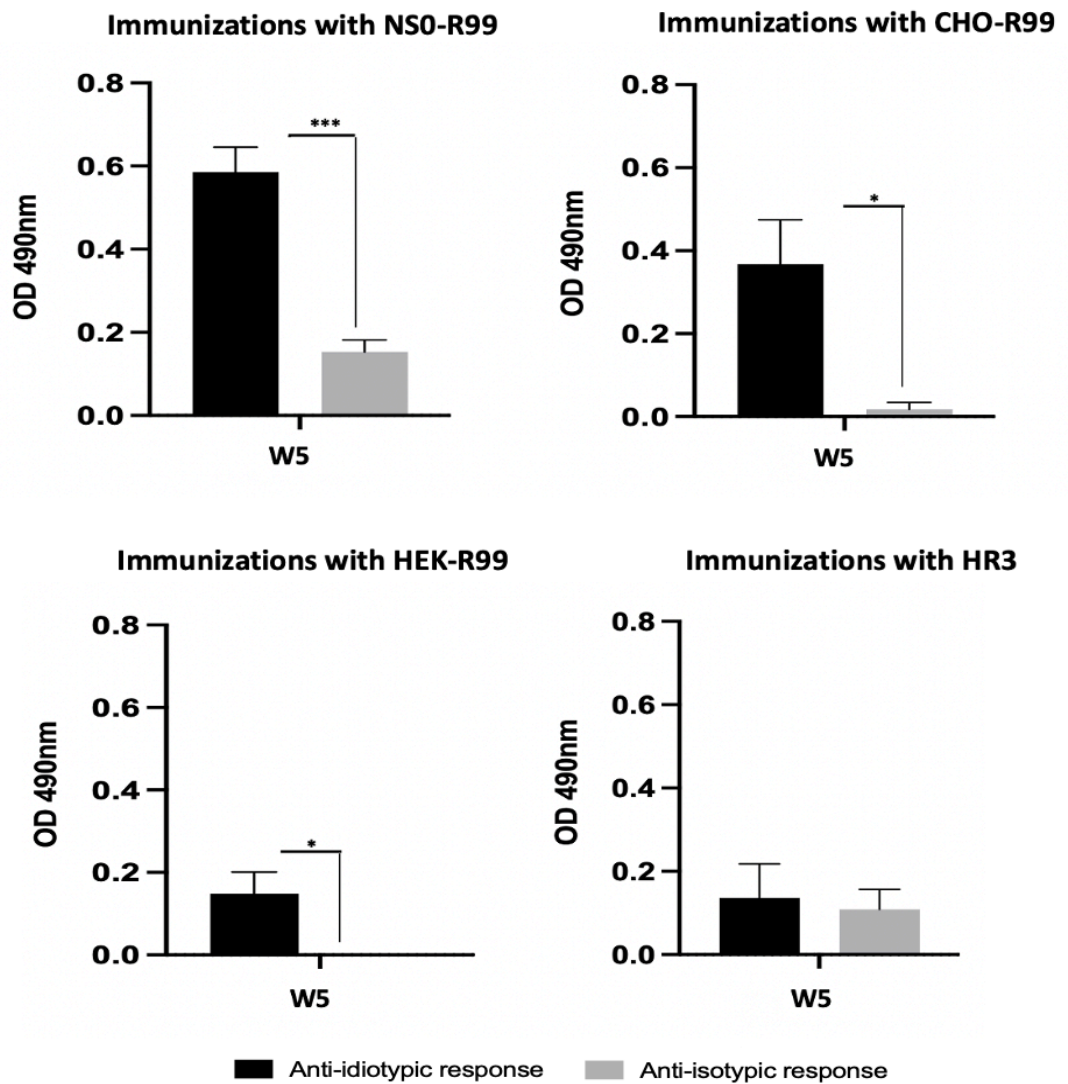 Immunizations with NS0-R99
0.8
0.6
0.4
0.2
0.0
OD 490nm
***
W5
Immunizations with CHO-R99
0.8
0.6
0.4
0.2
0.0
OD 490nm
*
W5
Immunizations with HEK-R99
0.8
0.6
0.4
0.2
0.0
OD 490nm
*
W5
Immunizations with HR3
0.8
0.6
0.4
0.2
0.0
OD 490nm
W5
Anti-idiotypic response
Anti-isotypic response